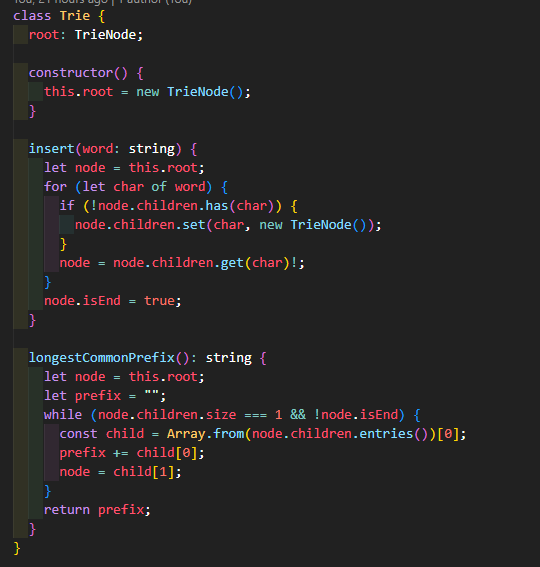 You, 21 hours ago | 1 author (You)
class Trie {
  root: TrieNode;

  constructor() {
    this.root = new TrieNode();
  }

  insert(word: string) {
    let node = this.root;
    for (let char of word) {
      if (!node.children.has(char)) {
        node.children.set(char, new TrieNode());
      }
      node = node.children.get(char)!;
    }
    node.isEnd = true;
  }

  longestCommonPrefix(): string {
    let node = this.root;
    let prefix = "";
    while (node.children.size === 1 && !node.isEnd) {
      const child = Array.from(node.children.entries())[0];
      prefix += child[0];
      node = child[1];
    }
    return prefix;
  }
}